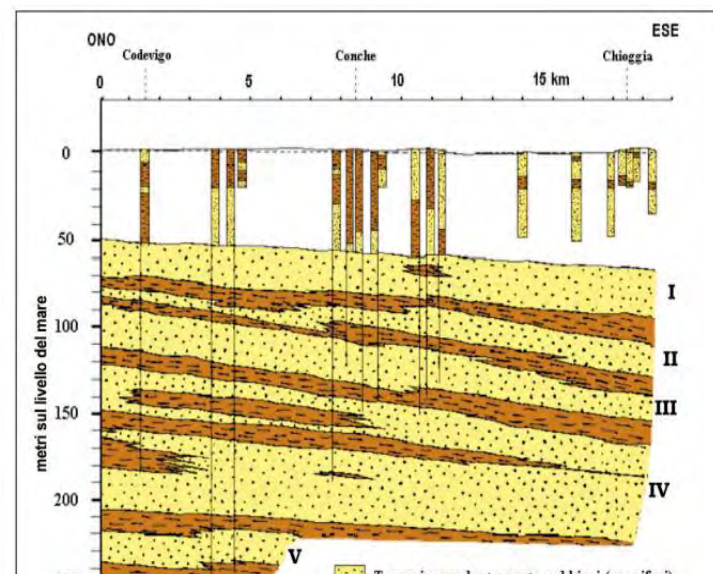 ONO
ESE
Codevigo
Conche
Chioggia
0
5
10
15 km
0
50
I
100
II
150
III
metri sul livello del mare
200
IV
V